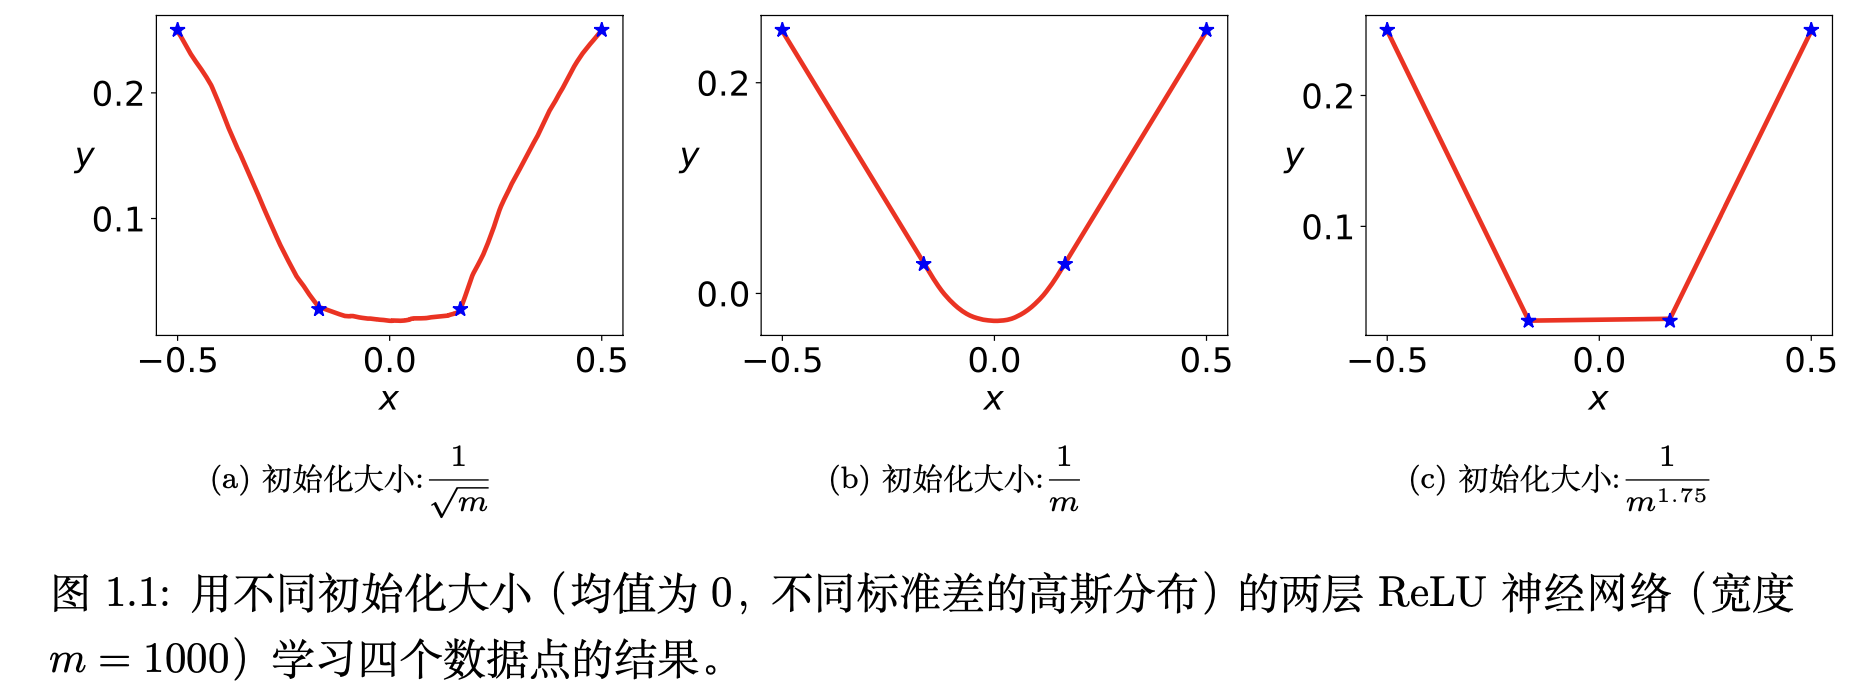 0.2
0.1
y
−0.5 0.0 0.5
x
0.2
0.0
y
−0.5 0.0 0.5
x
0.2
0.1
y
−0.5 0.0 0.5
x
(a) 初始化大小: 1/√m
(b) 初始化大小: 1/m
(c) 初始化大小: 1/m^1.75
图 1.1: 用不同初始化大小（均值为 0，不同标准差的高斯分布）的两层 ReLU 神经网络（宽度
m = 1000）学习四个数据点的结果。